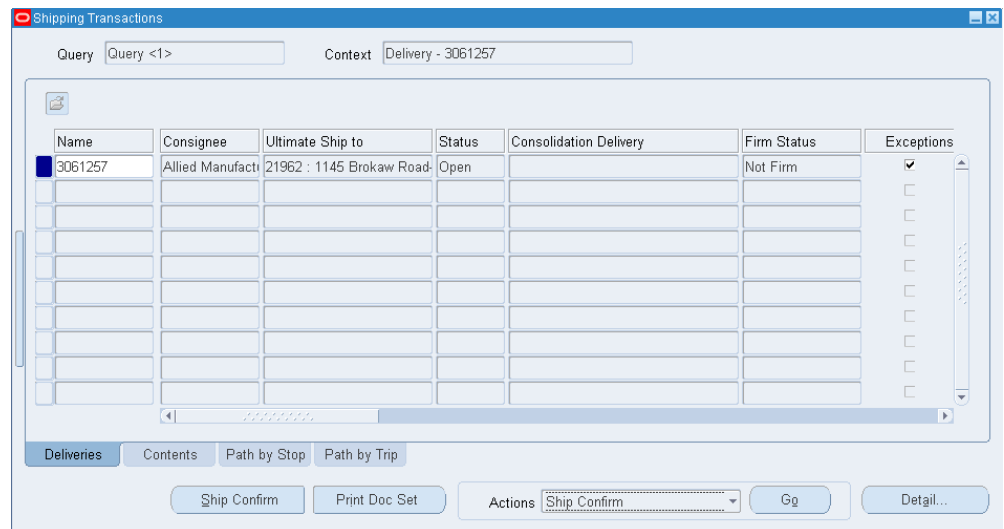 Shipping Transactions
Query Query <1> Context Delivery - 3061257
Name Consignee Ultimate Ship to Status Consolidation Delivery Firm Status Exceptions
3061257 Allied Manufact 21962 : 1145 Brokaw Road- Open Not Firm
Deliveries Contents Path by Stop Path by Trip
Ship Confirm Print Doc Set Actions Ship Confirm Go Detail...